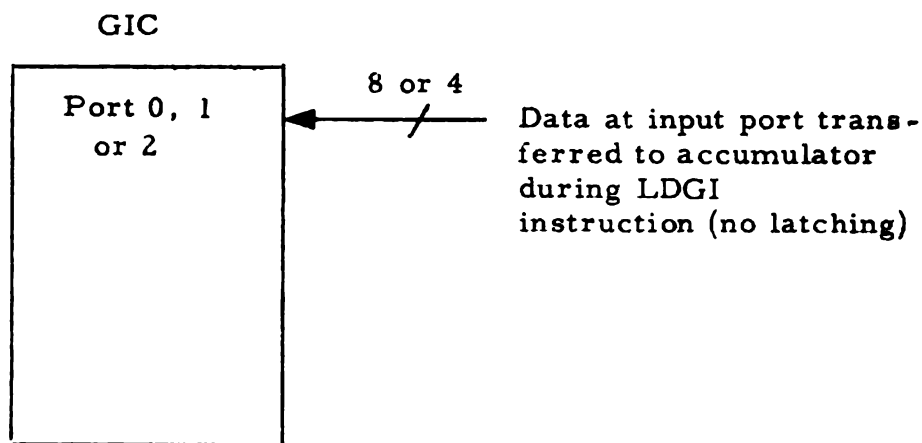 GIC
Port 0, 1
or 2
8 or 4
Data at input port trans-
ferred to accumulator
during LDGI
instruction (no latching)